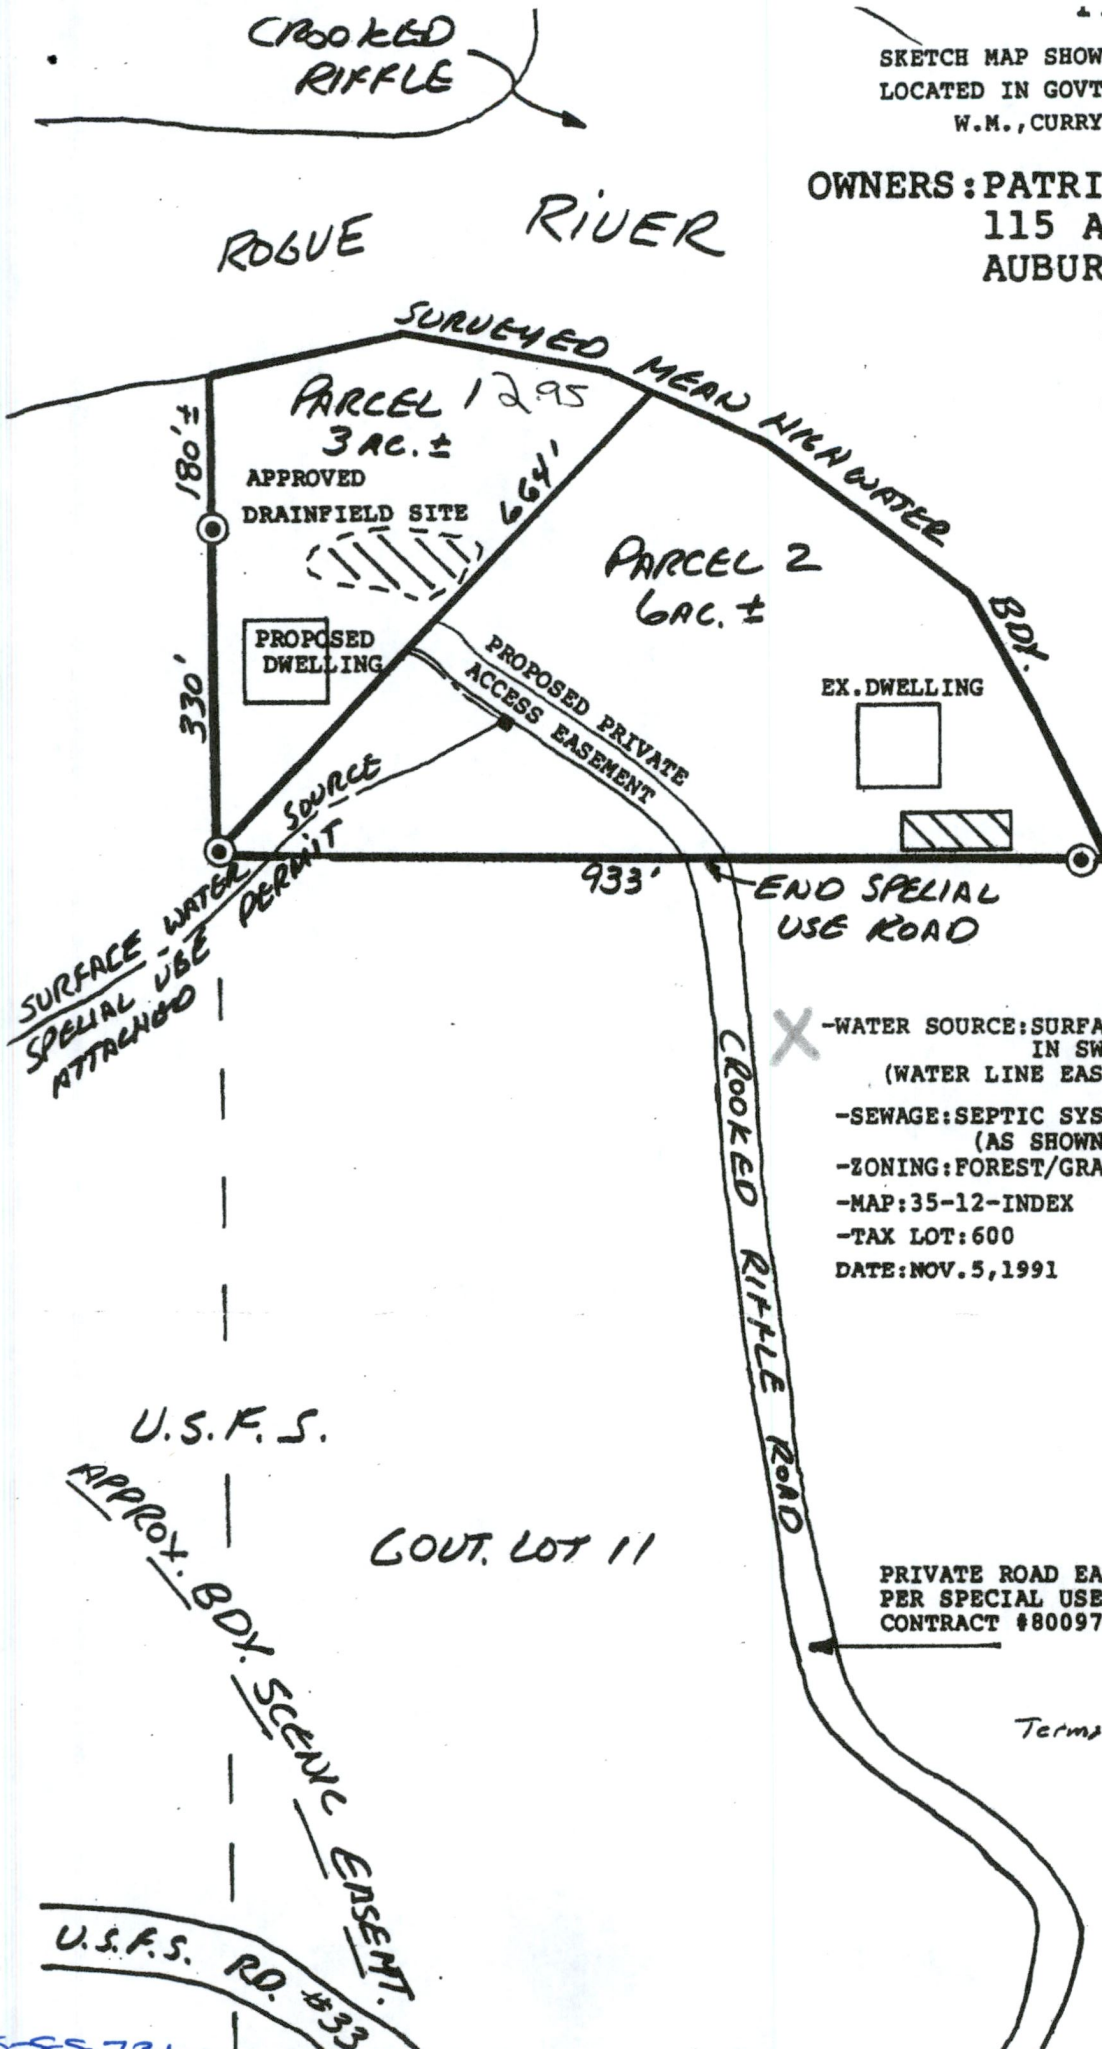 CROOKED
RIFFLE
SKETCH MAP SHOW
LOCATED IN GOVT
W.M.,CURRY
OWNERS:PATRI
115 A
AUBUR
ROGUE RIVER
SURVEYED MEAN HIGH WATER BDY.
PARCEL 1 2.95
3 AC. ±
180'±
APPROVED
DRAINFIELD SITE
664'
PARCEL 2
6AC. ±
PROPOSED
DWELLING
330'
PROPOSED PRIVATE
ACCESS EASEMENT
EX.DWELLING
SURFACE WATER SOURCE
SPECIAL USE PERMIT
ATTACHED
933'
END SPECIAL
USE ROAD
X -WATER SOURCE:SURFA
IN SW
(WATER LINE EAS
-SEWAGE:SEPTIC SYS
(AS SHOWN
-ZONING:FOREST/GRA
-MAP:35-12-INDEX
-TAX LOT:600
DATE:NOV.5,1991
CROOKED RIFFLE ROAD
U.S.F.S.
APPROX. BDY. SCENIC EASEMT.
GOVT. LOT 11
PRIVATE ROAD EA
PER SPECIAL USE
CONTRACT #80097
Terms
U.S.F.S. RD. #33